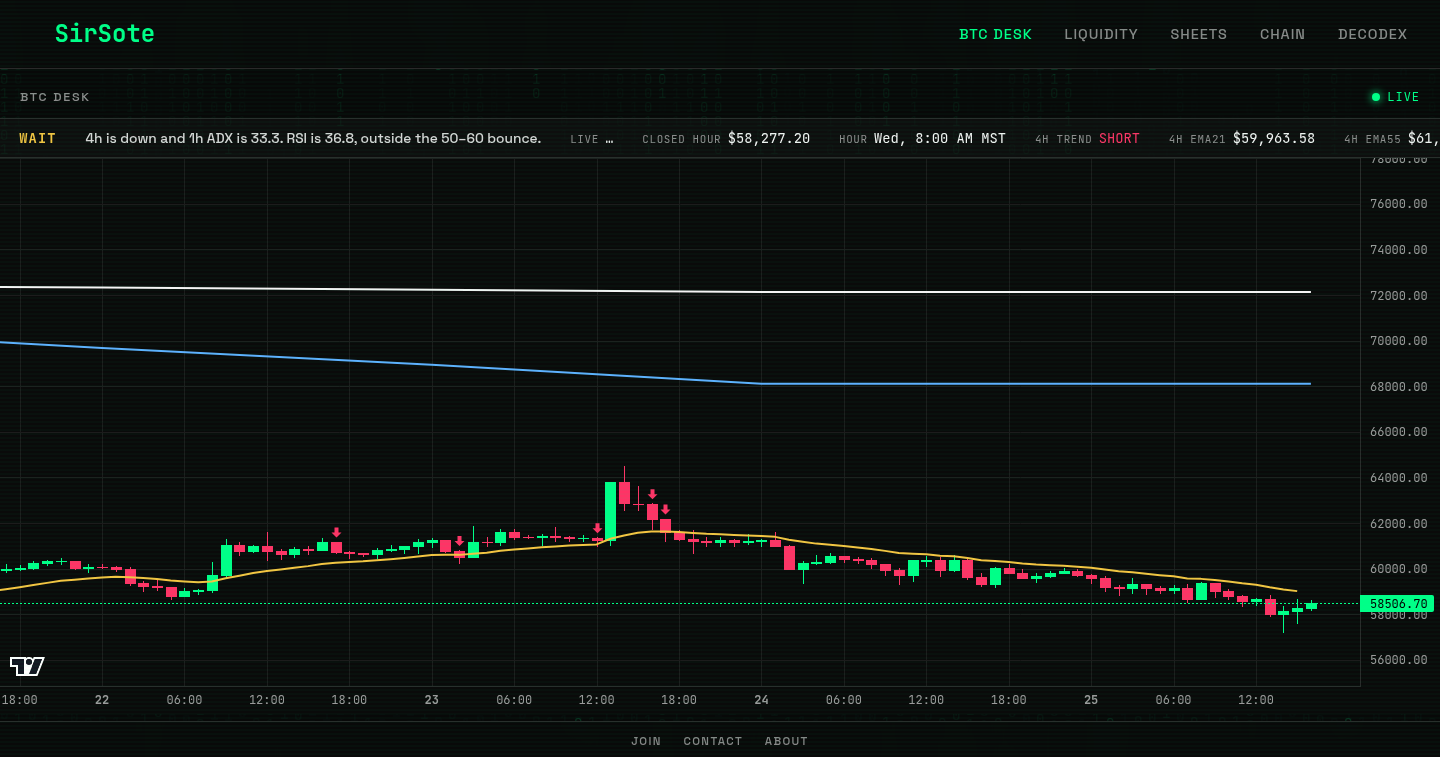 SirSote
BTC DESK LIQUIDITY SHEETS CHAIN DECODEX
BTC DESK
LIVE
WAIT 4h is down and 1h ADX is 33.3. RSI is 36.8, outside the 50–60 bounce. LIVE … CLOSED HOUR $58,277.20 HOUR Wed, 8:00 AM MST 4H TREND SHORT 4H EMA21 $59,963.58 4H EMA55 $61,
78000.00
76000.00
74000.00
72000.00
70000.00
68000.00
66000.00
64000.00
62000.00
60000.00
58506.70
58000.00
56000.00
18:00 22 06:00 12:00 18:00 23 06:00 12:00 18:00 24 06:00 12:00 18:00 25 06:00 12:00
JOIN CONTACT ABOUT